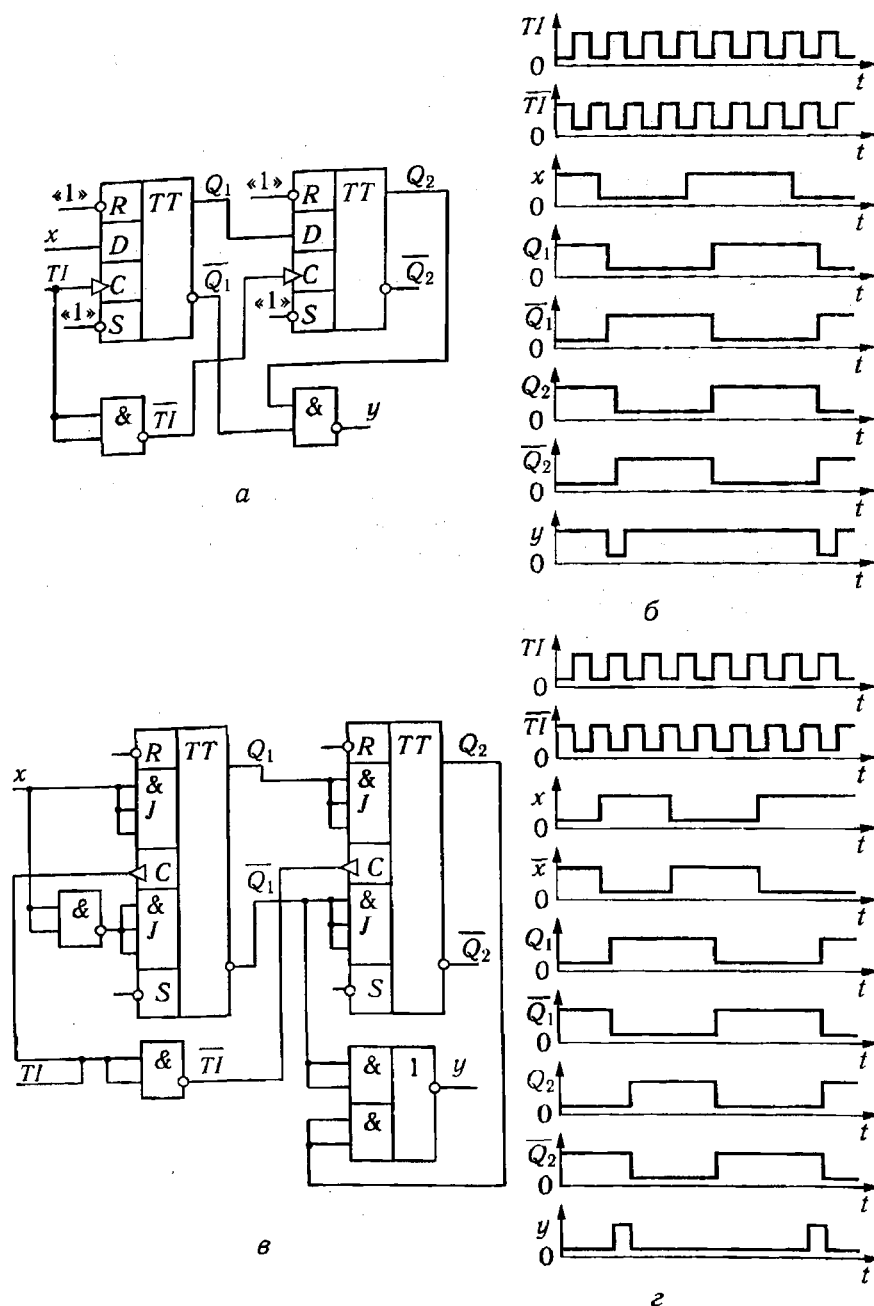 TI
0
t
T̅I̅
0
t
x
0
t
Q₁
0
t
Q̅₁
0
t
Q₂
0
t
Q̅₂
0
t
y
0
t
б
«1»
R
TT
Q₁
x
D
TI
C
Q̅₁
«1»
S
«1»
R
TT
Q₂
D
C
Q̅₂
«1»
S
&
T̅I̅
&
y
а
x
R
TT
Q₁
&
J
C
Q̅₁
&
&
J
S
TI
&
T̅I̅
R
TT
Q₂
&
J
C
&
J
Q̅₂
S
&
1
y
&
в
TI
0
t
T̅I̅
0
t
x
0
t
x̅
0
t
Q₁
0
t
Q̅₁
0
t
Q₂
0
t
Q̅₂
0
t
y
0
t
г